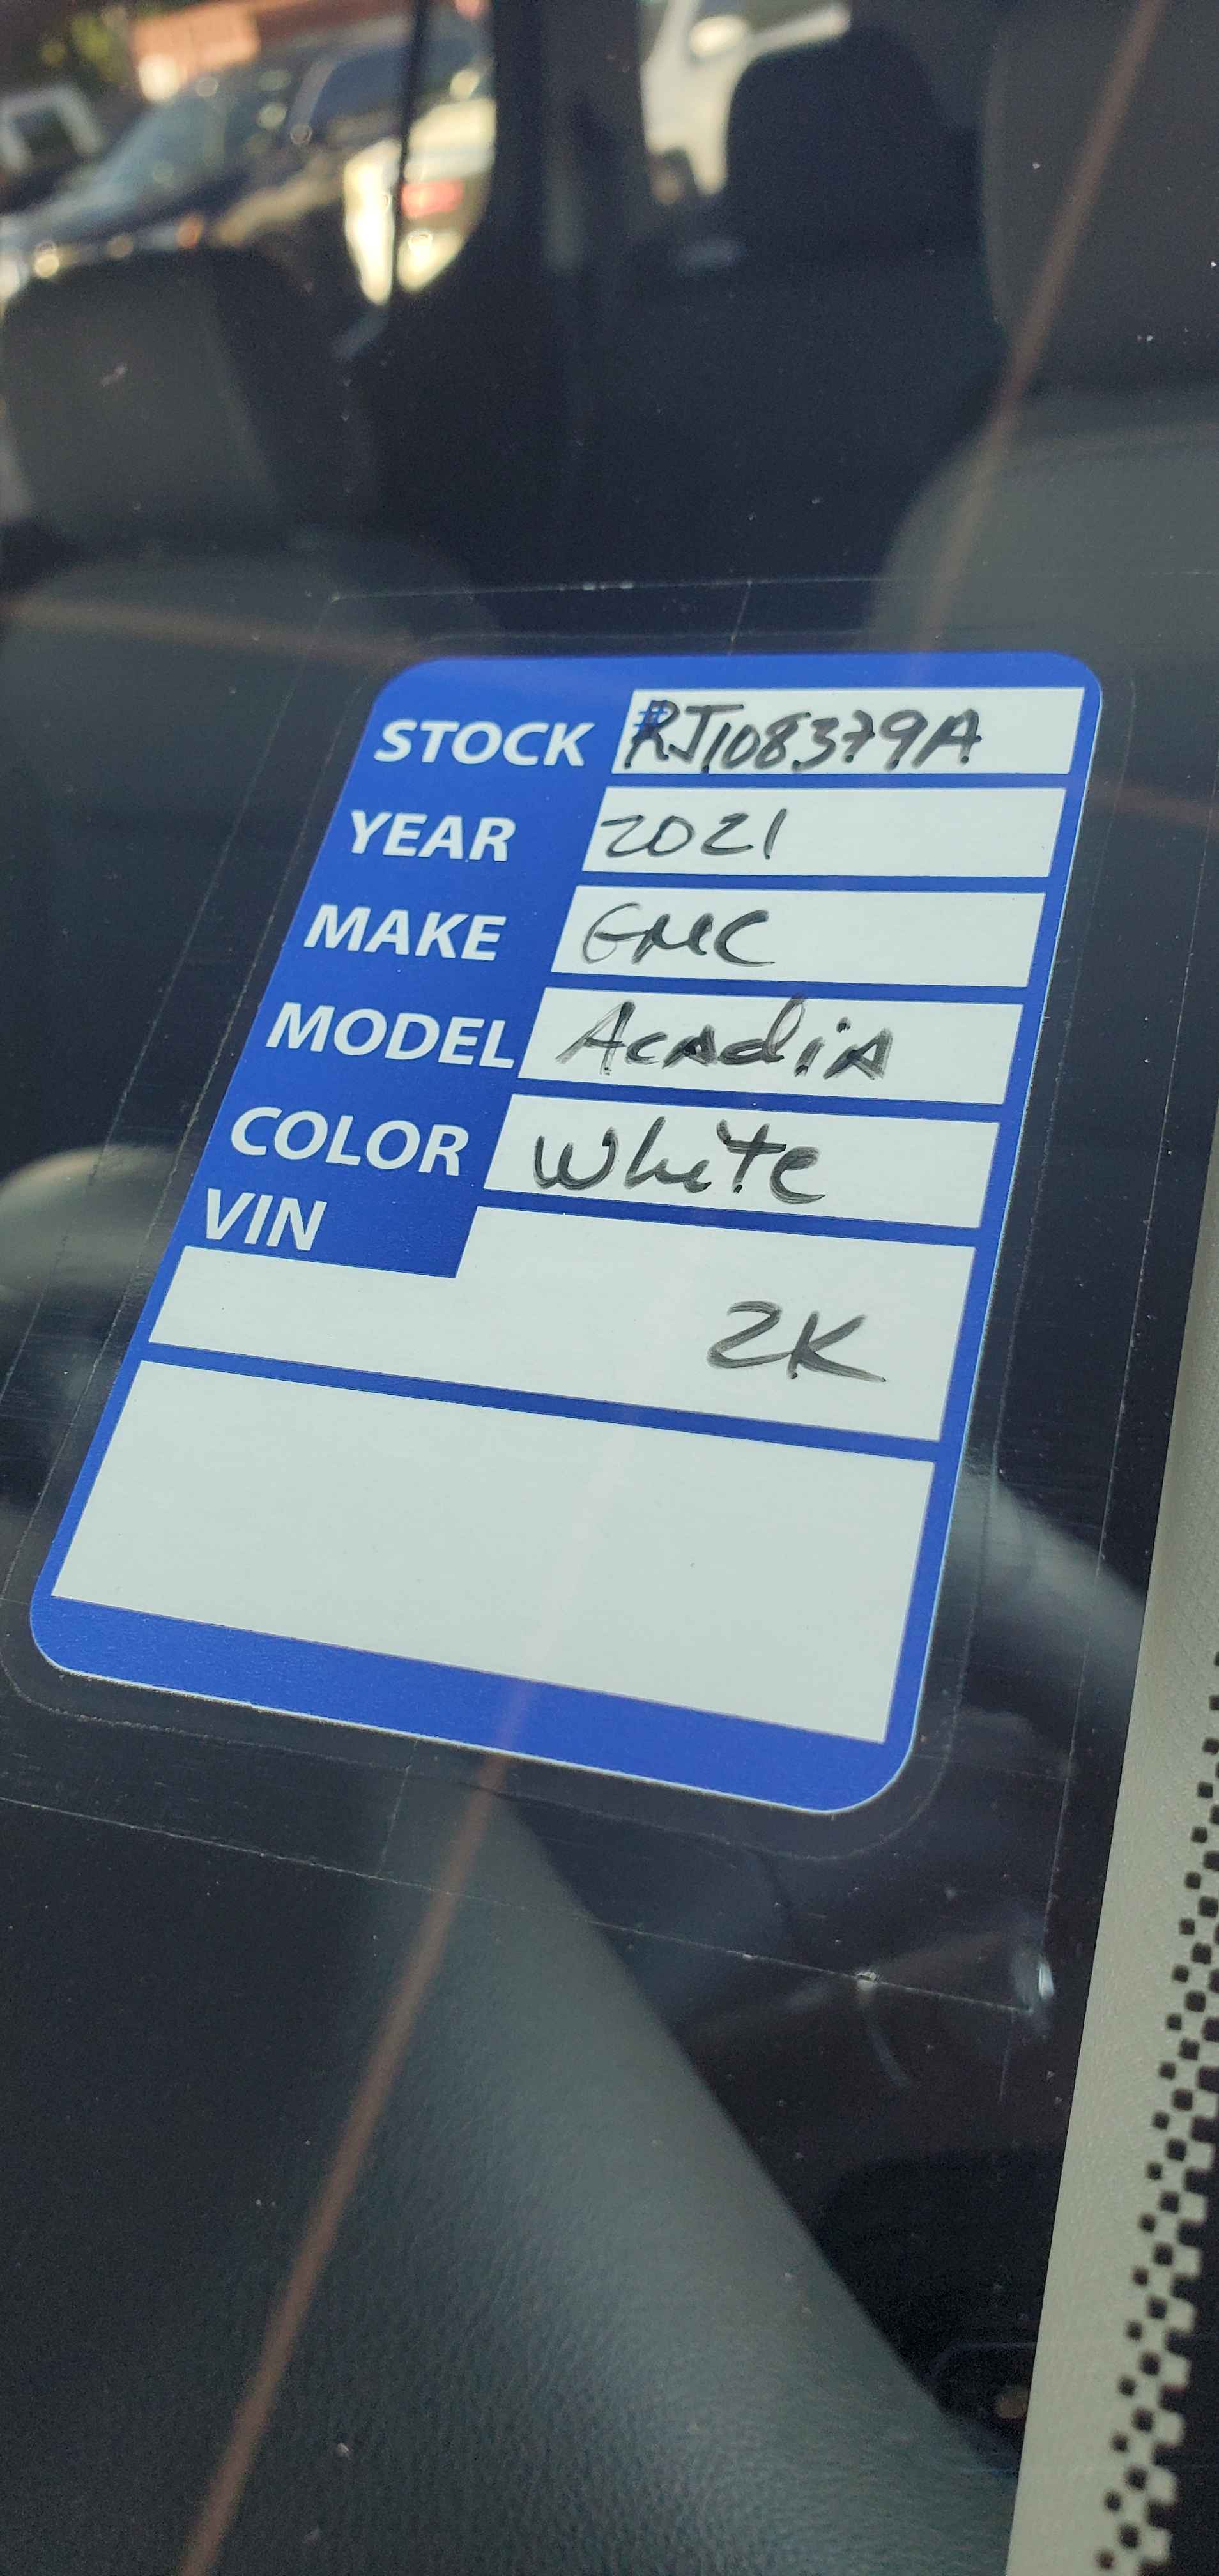 STOCK #RJ108379A
YEAR 2021
MAKE GMC
MODEL Acadia
COLOR White
VIN
2K